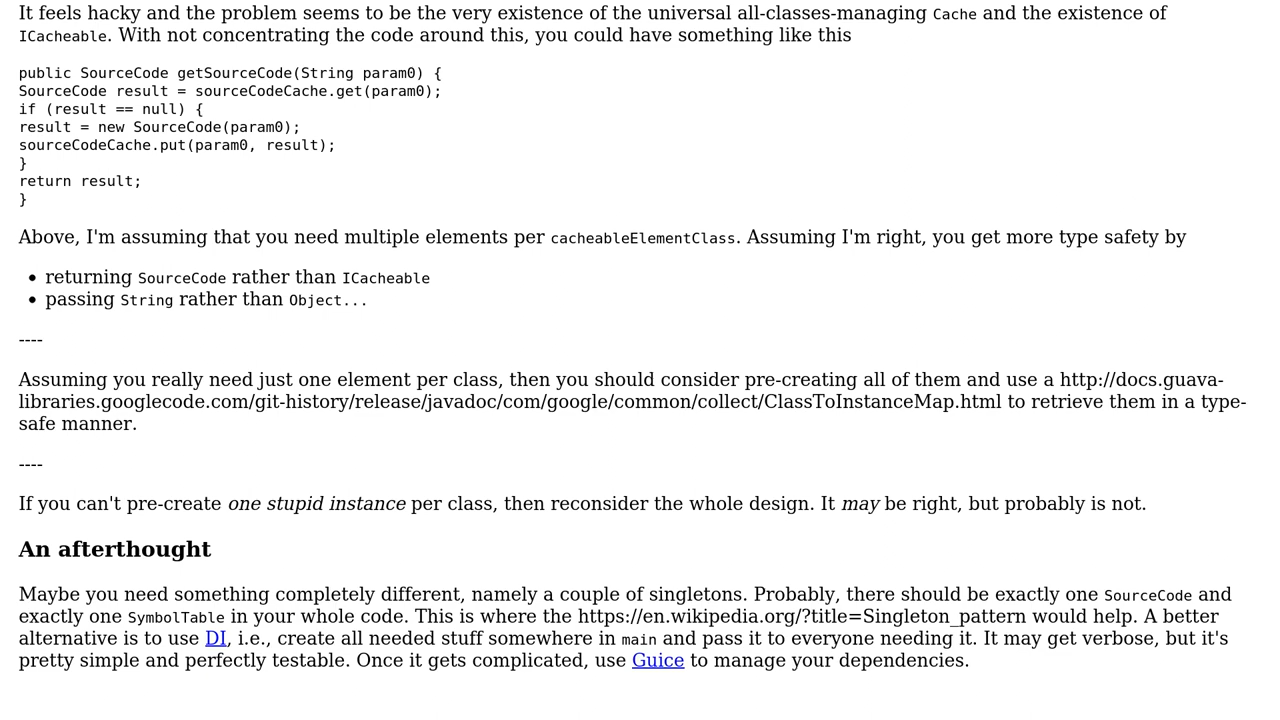 It feels hacky and the problem seems to be the very existence of the universal all-classes-managing Cache and the existence of
ICacheable. With not concentrating the code around this, you could have something like this
public SourceCode getSourceCode(String param0) {
SourceCode result = sourceCodeCache.get(param0);
if (result == null) {
result = new SourceCode(param0);
sourceCodeCache.put(param0, result);
}
return result;
}
Above, I'm assuming that you need multiple elements per cacheableElementClass. Assuming I'm right, you get more type safety by
• returning SourceCode rather than ICacheable
• passing String rather than Object...
----
Assuming you really need just one element per class, then you should consider pre-creating all of them and use a http://docs.guava-
libraries.googlecode.com/git-history/release/javadoc/com/google/common/collect/ClassToInstanceMap.html to retrieve them in a type-
safe manner.
----
If you can't pre-create one stupid instance per class, then reconsider the whole design. It may be right, but probably is not.
An afterthought
Maybe you need something completely different, namely a couple of singletons. Probably, there should be exactly one SourceCode and
exactly one SymbolTable in your whole code. This is where the https://en.wikipedia.org/?title=Singleton_pattern would help. A better
alternative is to use DI, i.e., create all needed stuff somewhere in main and pass it to everyone needing it. It may get verbose, but it's
pretty simple and perfectly testable. Once it gets complicated, use Guice to manage your dependencies.